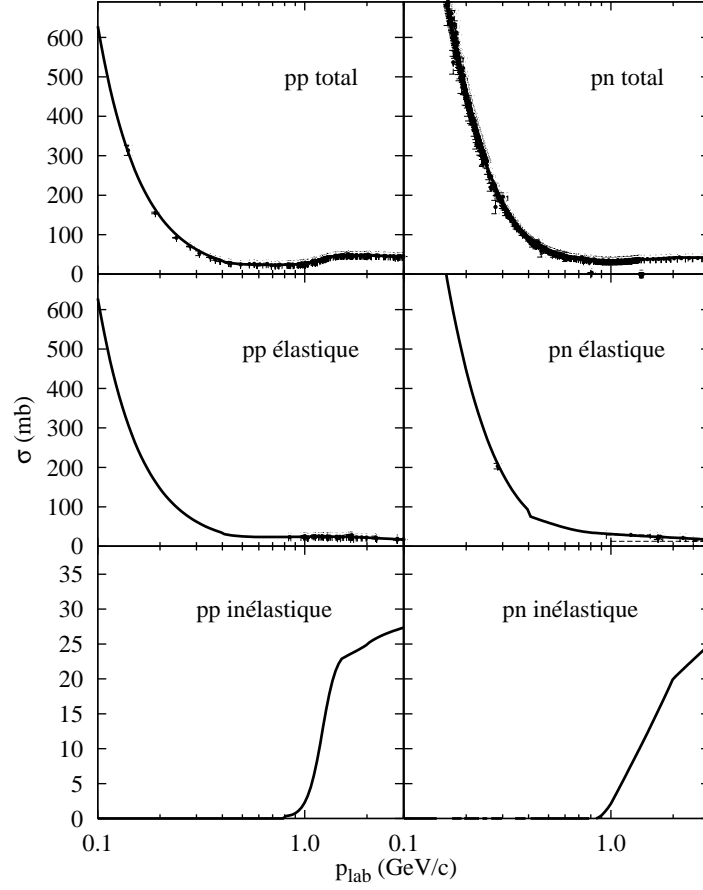 600
500
400
300
200
100
0
pp total
pn total
600
500
400
300
200
100
0
pp élastique
pn élastique
σ (mb)
35
30
25
20
15
10
5
0
pp inélastique
pn inélastique
0.1 1.0 0.1 1.0
p_lab (GeV/c)